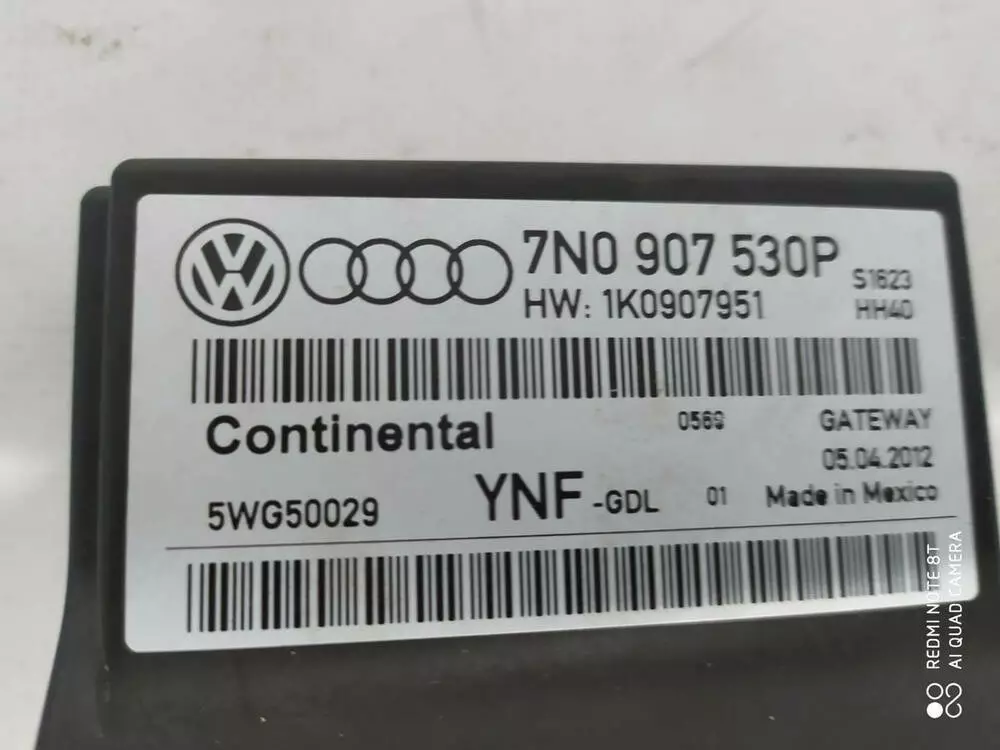 7N0 907 530P
S1623
HW: 1K0907951
HH40
Continental
056S
GATEWAY
05.04.2012
5WG50029
YNF -GDL
01
Made in Mexico
REDMI NOTE 8T
AI QUAD CAMERA